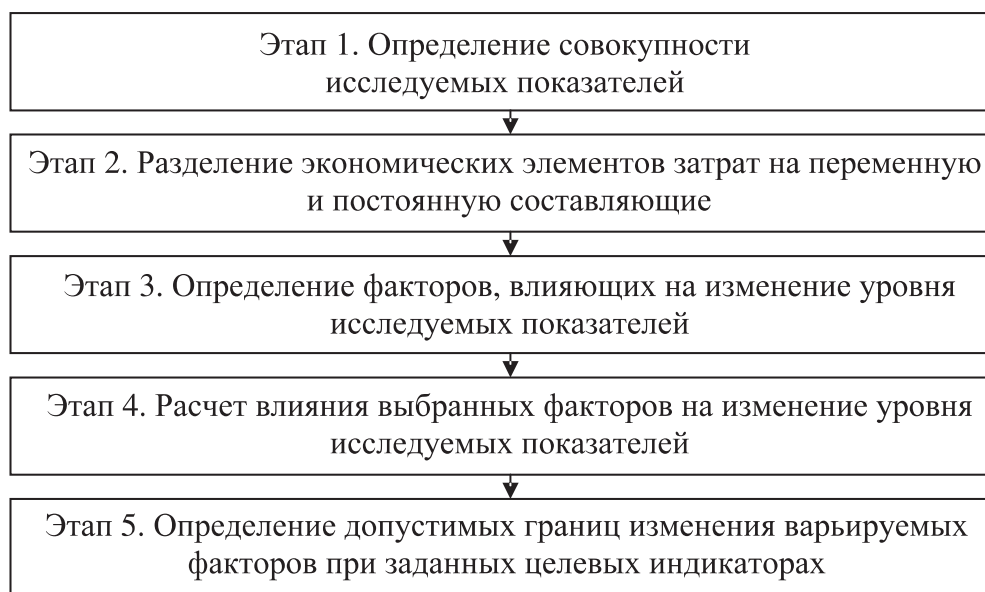 Этап 1. Определение совокупности
исследуемых показателей
Этап 2. Разделение экономических элементов затрат на переменную
и постоянную составляющие
Этап 3. Определение факторов, влияющих на изменение уровня
исследуемых показателей
Этап 4. Расчет влияния выбранных факторов на изменение уровня
исследуемых показателей
Этап 5. Определение допустимых границ изменения варьируемых
факторов при заданных целевых индикаторах